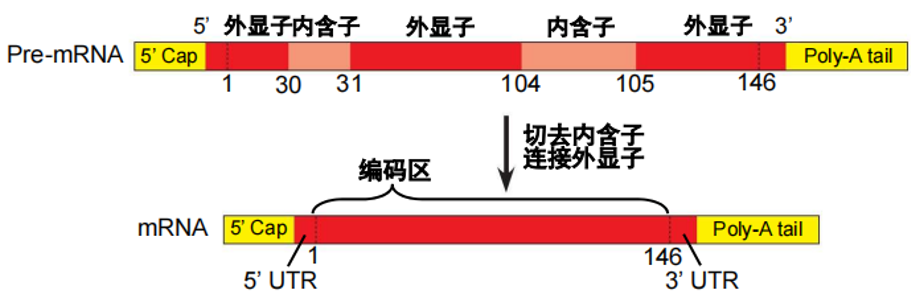 5’ 外显子内含子 外显子 内含子 外显子 3’
Pre-mRNA 5’ Cap Poly-A tail
1 30 31 104 105 146
切去内含子
连接外显子
编码区
mRNA 5’ Cap Poly-A tail
1 146
5’ UTR 3’ UTR